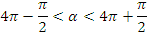 4π − π/2 < α < 4π + π/2